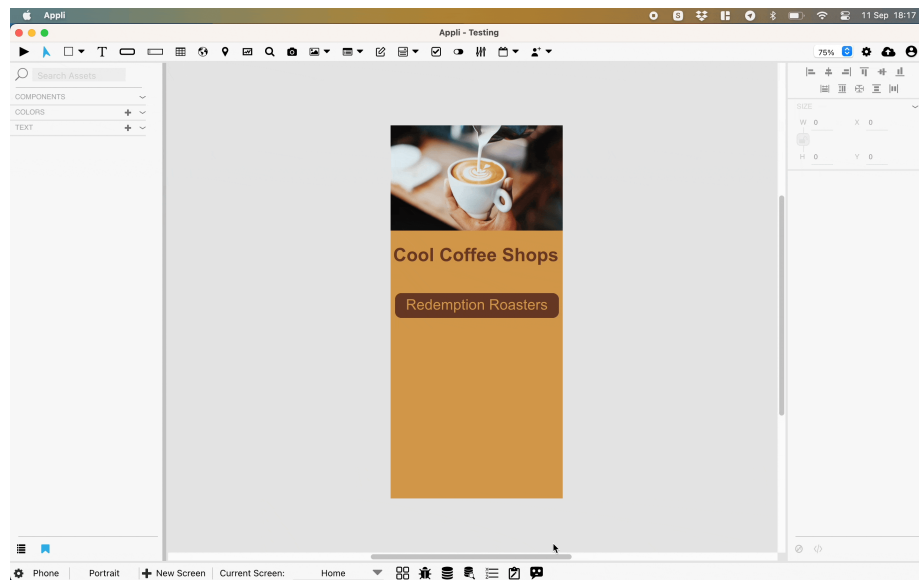 Appli
11 Sep 18:17
Appli - Testing
T
75%
Search Assets
COMPONENTS
COLORS
TEXT
SIZE
W 0 X 0
H 0 Y 0
Cool Coffee Shops
Redemption Roasters
Phone Portrait New Screen Current Screen: Home